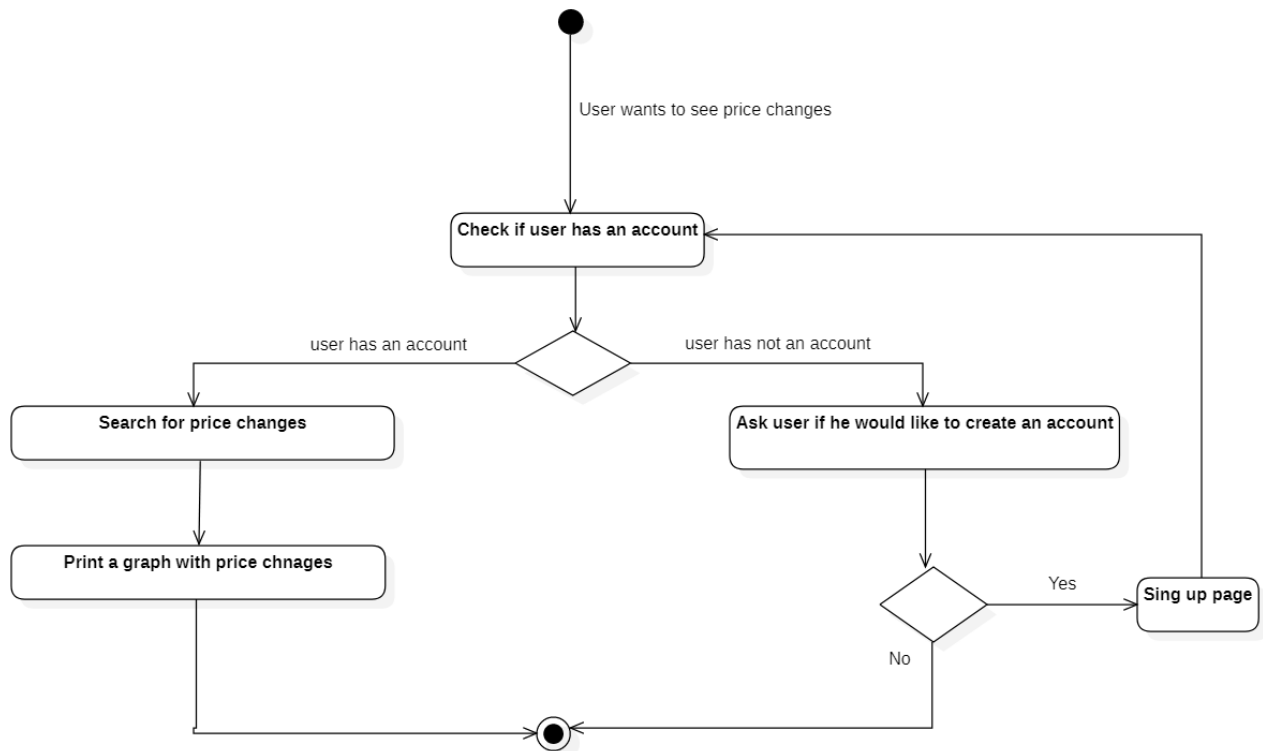 User wants to see price changes
Check if user has an account
user has an account
user has not an account
Search for price changes
Ask user if he would like to create an account
Print a graph with price chnages
Yes
Sing up page
No